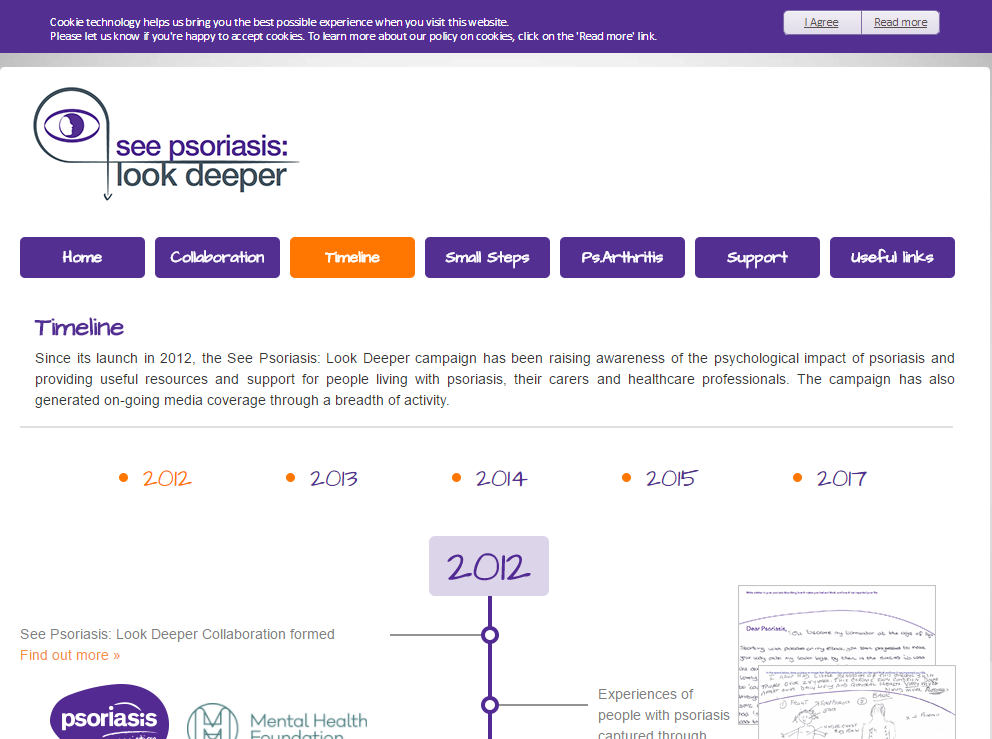 Cookie technology helps us bring you the best possible experience when you visit this website.
Please let us know if you're happy to accept cookies. To learn more about our policy on cookies, click on the 'Read more' link.
I Agree
Read more
see psoriasis:
look deeper
Home
Collaboration
Timeline
Small Steps
Ps.Arthritis
Support
Useful links
Timeline
Since its launch in 2012, the See Psoriasis: Look Deeper campaign has been raising awareness of the psychological impact of psoriasis and
providing useful resources and support for people living with psoriasis, their carers and healthcare professionals. The campaign has also
generated on-going media coverage through a breadth of activity.
2012
2013
2014
2015
2017
2012
See Psoriasis: Look Deeper Collaboration formed
Find out more »
Dear Psoriasis,
Experiences of
people with psoriasis
captured through
psoriasis
Mental Health
Foundation